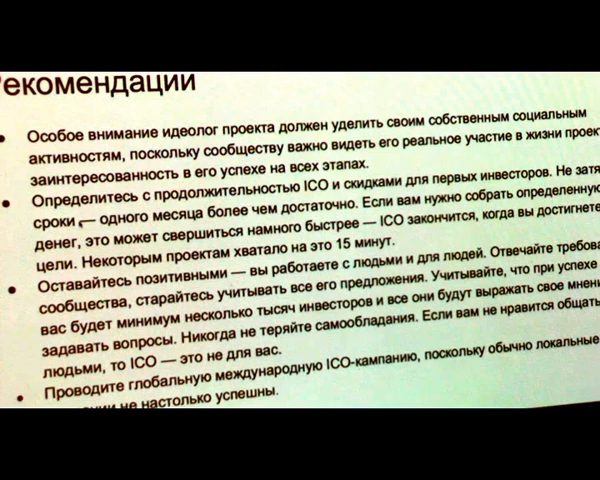 Рекомендации
Особое внимание идеолог проекта должен уделить своим собственным социальным
активностям, поскольку сообществу важно видеть его реальное участие в жизни
заинтересованность в его успехе на всех этапах.
Определитесь с продолжительностью ICO и скидками для первых инвесторов. Не
сроки — одного месяца более чем достаточно. Если вам нужно собрать определенную
денег, это может свершиться намного быстрее — ICO закончится, когда вы достигнете
цели. Некоторым проектам хватало на это 15 минут.
Оставайтесь позитивными — вы работаете с людьми и для людей. Отвечайте
сообщества, старайтесь учитывать все его предложения. Учитывайте, что при успехе
вас будет минимум несколько тысяч инвесторов и все они будут выражать свое
задавать вопросы. Никогда не теряйте самообладания. Если вам не нравится
людьми, то ICO — это не для вас.
Проводите глобальную международную ICO-кампанию, поскольку обычно локальные
не настолько успешны.